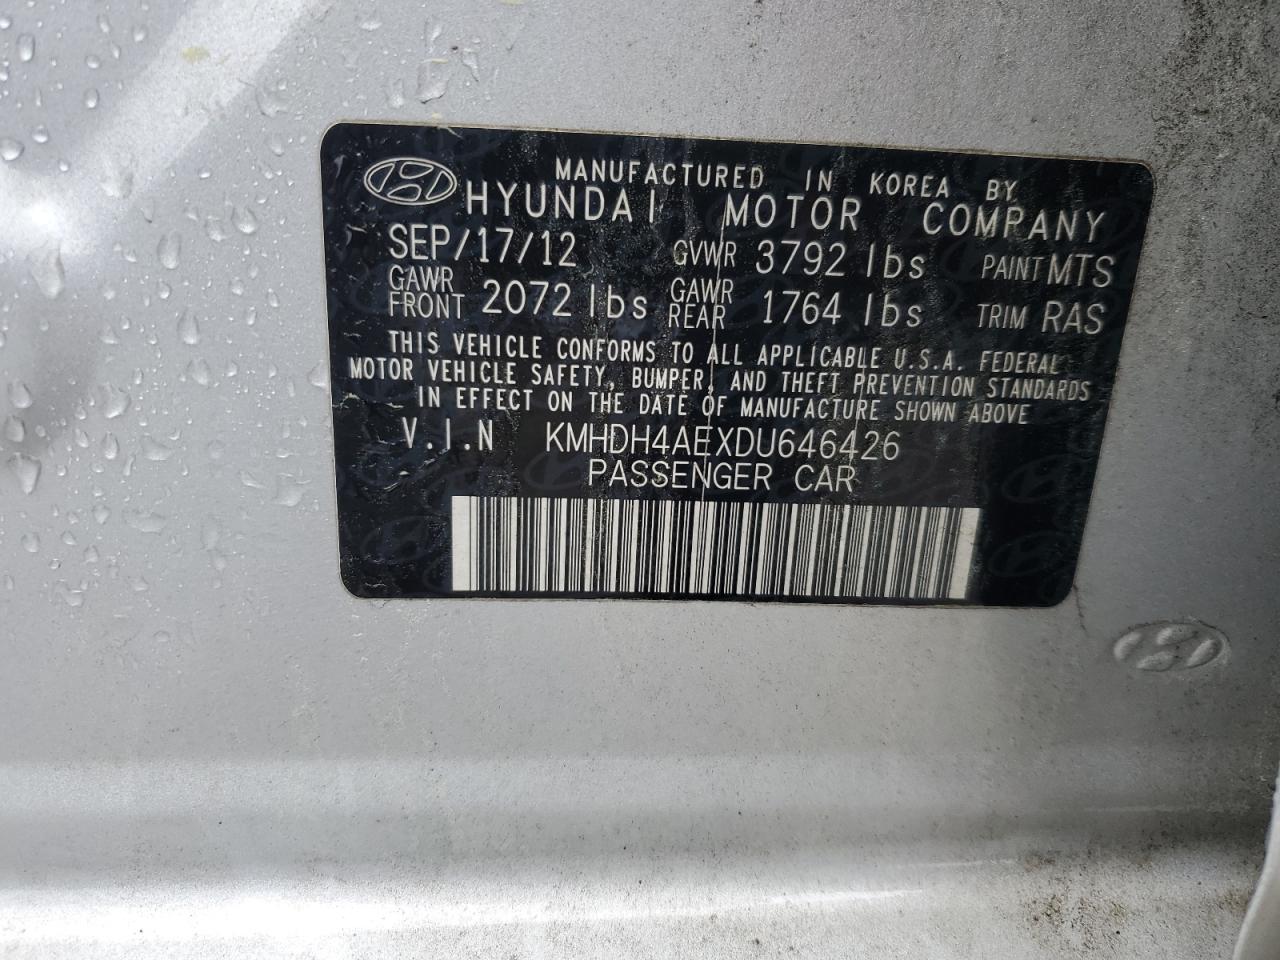 MANUFACTURED IN KOREA BY
HYUNDAI MOTOR COMPANY
SEP/17/12 GVWR 3792 lbs PAINT MTS
GAWR FRONT 2072 lbs GAWR REAR 1764 lbs TRIM RAS
THIS VEHICLE CONFORMS TO ALL APPLICABLE U.S.A. FEDERAL
MOTOR VEHICLE SAFETY, BUMPER, AND THEFT PREVENTION STANDARDS
IN EFFECT ON THE DATE OF MANUFACTURE SHOWN ABOVE
V.I.N KMHDH4AEXDU646426
PASSENGER CAR